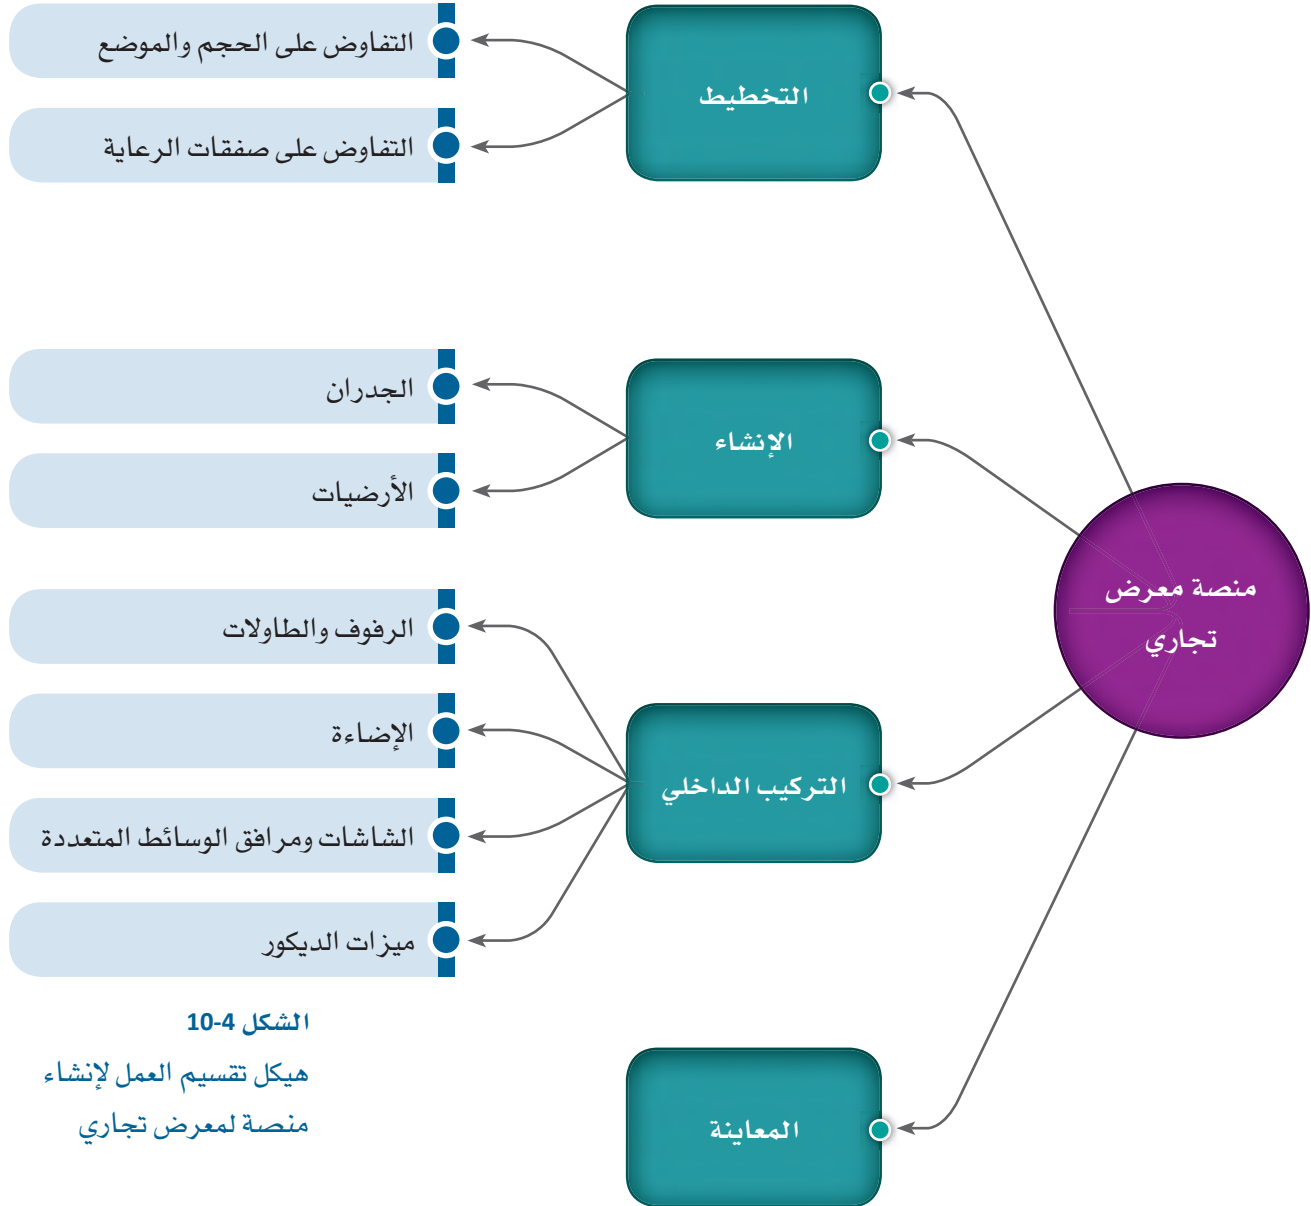 منصة معرض
تجاري
التخطيط
التفاوض على الحجم والموضع
التفاوض على صفقات الرعاية
الإنشاء
الجدران
الأرضيات
التركيب الداخلي
الرفوف والطاولات
الإضاءة
الشاشات ومرافق الوسائط المتعددة
ميزات الديكور
المعاينة
الشكل 4-10
هيكل تقسيم العمل لإنشاء
منصة لمعرض تجاري